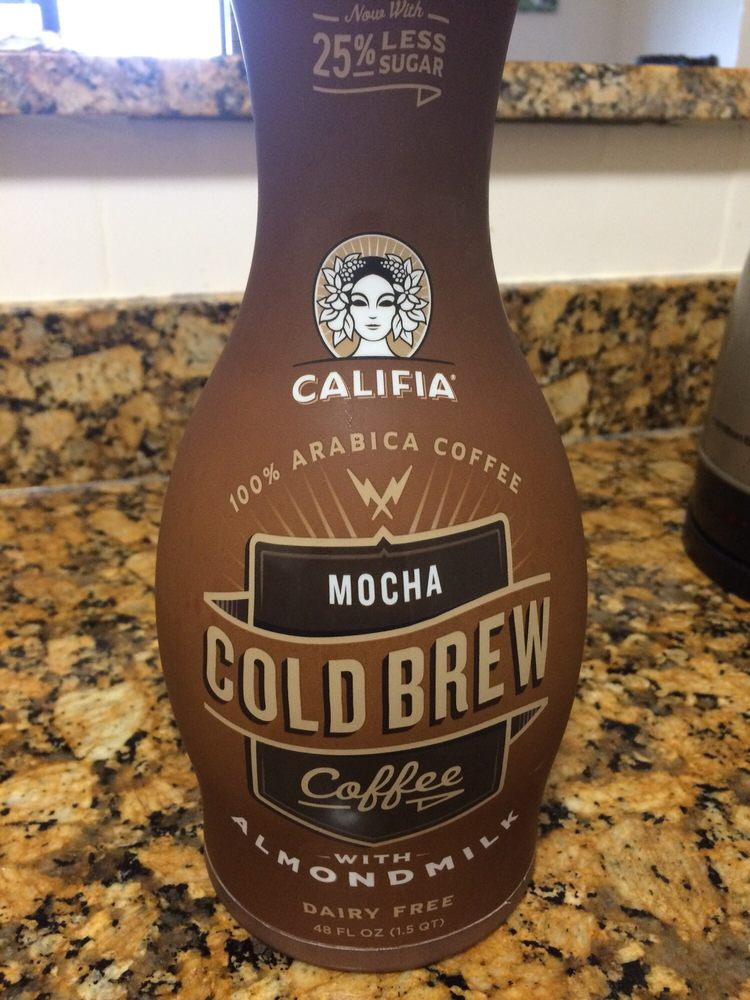 Now With
25% LESS
SUGAR
CALIFIA
100% ARABICA COFFEE
MOCHA
COLD BREW
Coffee
WITH
ALMONDMILK
DAIRY FREE
48 FL OZ (1.5 QT)